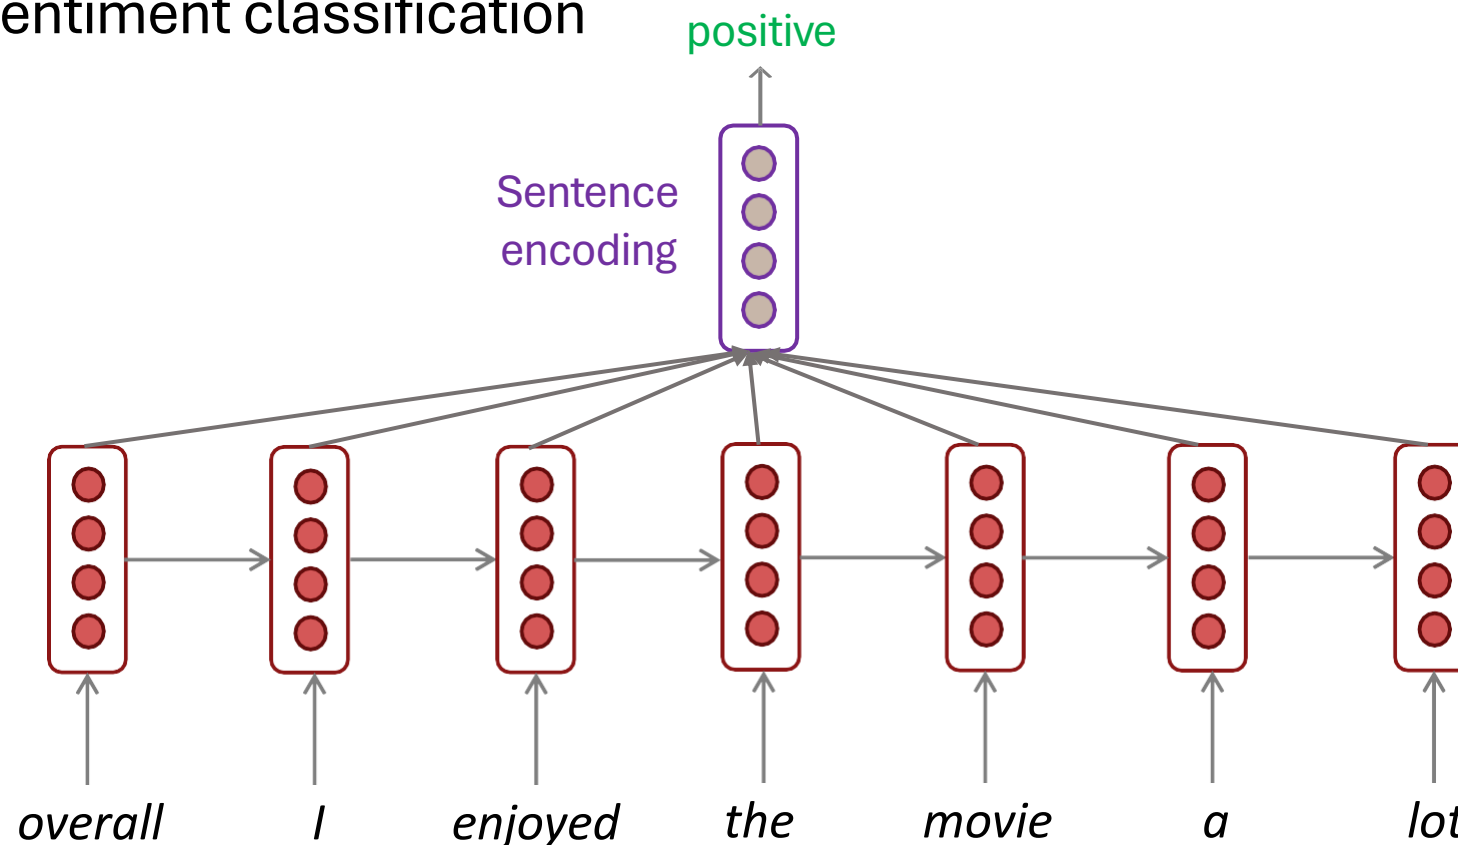 entiment classification
positive
Sentence
encoding
overall I enjoyed the movie a lot